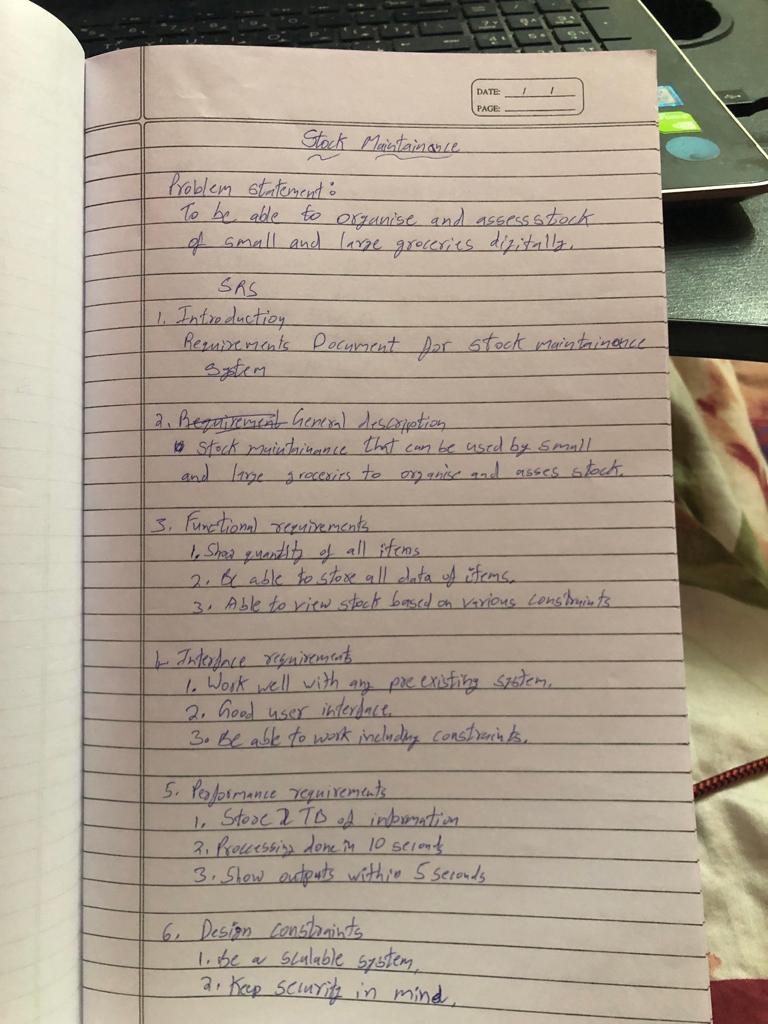 DATE: / /
PAGE:
Stock Maintainance
Problem statement:
To be able to organise and assess stock
of small and large groceries digitally.
SRS
1. Introduction
Requirements Document for stock maintainence
system
2. Requirement General description
Stock maintainance that can be used by small
and large groceries to organise and asses stock.
3. Functional requirements
1. Show quantity of all items
2. Be able to store all data of items.
3. Able to view stock based on various constraints
4. Interface requirements
1. Work well with any pre existing system.
2. Good user interface.
3. Be able to work including constraints.
5. Performance requirements
1. Store 2 TB of information
2. Processing done in 10 seconds
3. Show outputs within 5 seconds
6. Design constraints
1. Be a scalable system,
2. Keep security in mind,